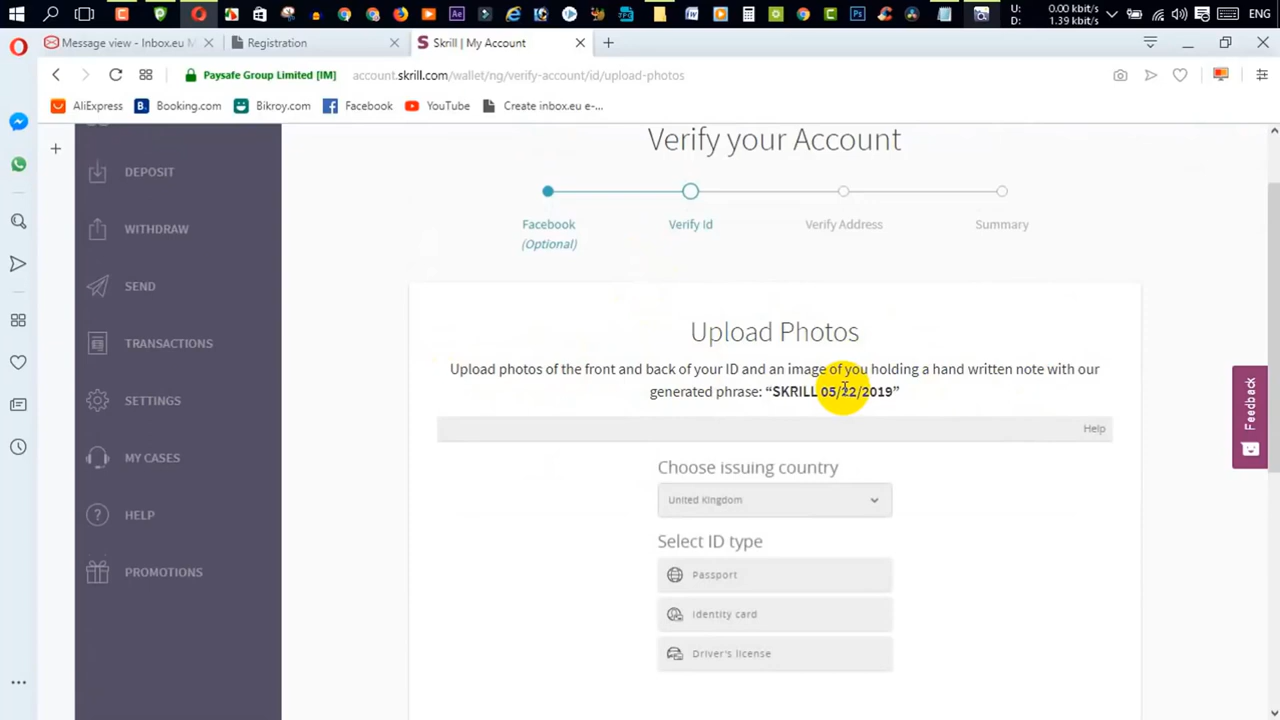 U: 0.00 kbit/s
D: 1.39 kbit/s
ENG
Message view - Inbox.eu M
Registration
Skrill | My Account
Paysafe Group Limited [IM]
account.skrill.com/wallet/ng/verify-account/id/upload-photos
AliExpress
Booking.com
Bikroy.com
Facebook
YouTube
Create inbox.eu e-...
DEPOSIT
WITHDRAW
SEND
TRANSACTIONS
SETTINGS
MY CASES
HELP
PROMOTIONS
Verify your Account
Facebook
(Optional)
Verify Id
Verify Address
Summary
Upload Photos
Upload photos of the front and back of your ID and an image of you holding a hand written note with our
generated phrase: “SKRILL 05/22/2019”
Help
Choose issuing country
United Kingdom
Select ID type
Passport
Identity card
Driver's license
Feedback